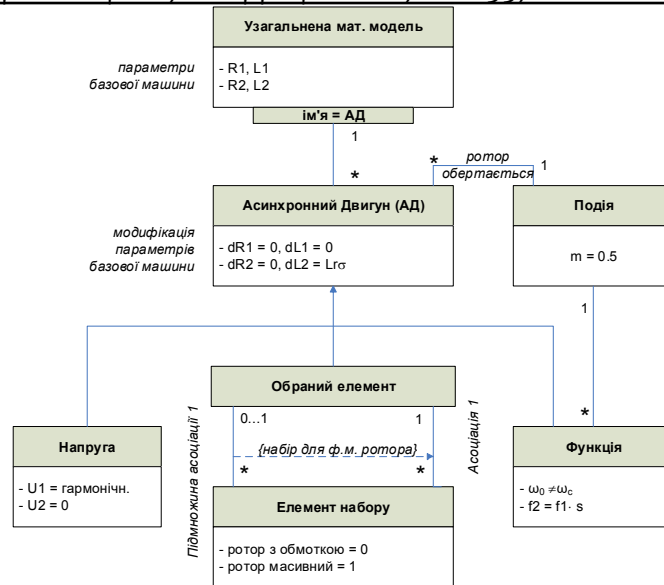 Узагальнена мат. модель
параметри
базової машини
- R1, L1
- R2, L2
ім'я = АД
1
*
* ротор 1
обертається
Асинхронний Двигун (АД)
Подія
модифікація
параметрів
базової машини
- dR1 = 0, dL1 = 0
- dR2 = 0, dL2 = Lrσ
m = 0.5
1
Обраний елемент
0...1
1
Підмножина асоціації 1
Асоціація 1
*
{набір для ф.м. ротора}
*
*
Напруга
- U1 = гармонічн.
- U2 = 0
Функція
- ω₀ ≠ω_c
- f2 = f1· s
Елемент набору
- ротор з обмоткою = 0
- ротор масивний = 1